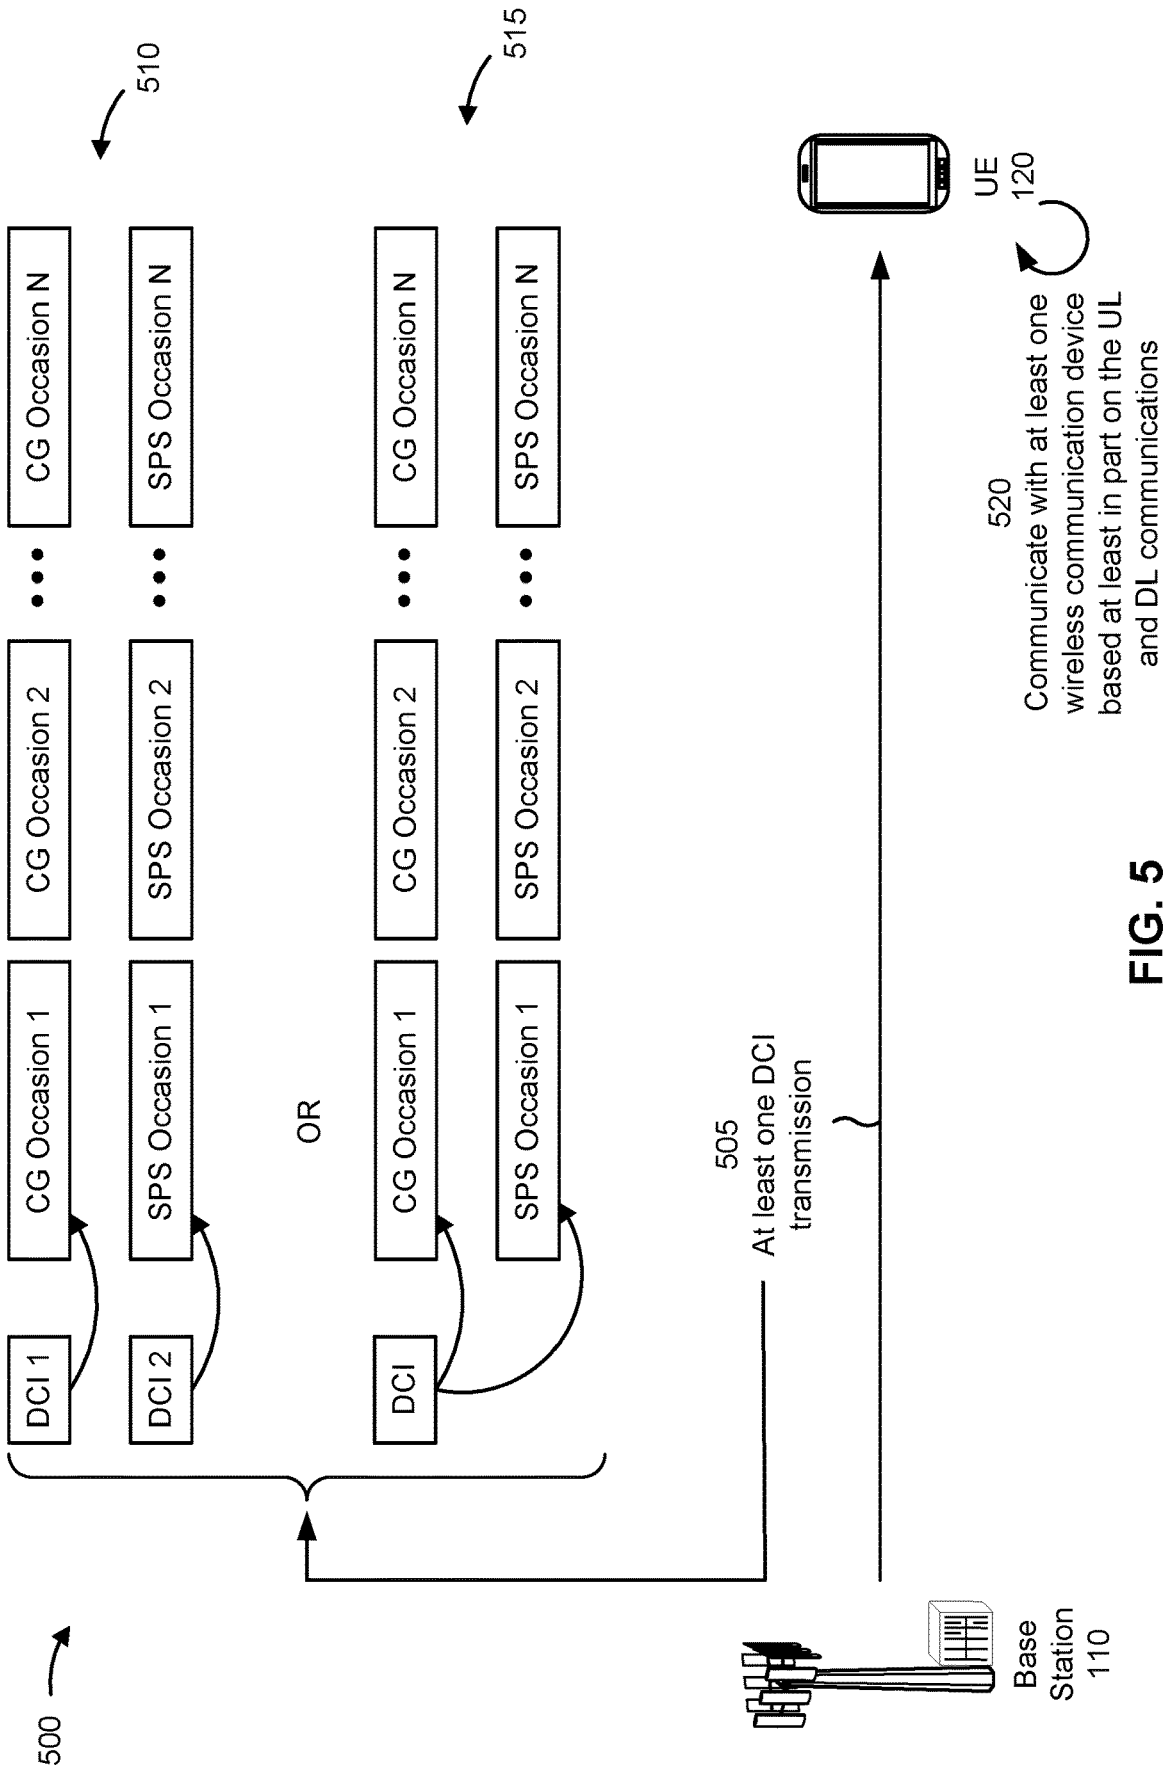 500
510
DCI 1
CG Occasion 1
CG Occasion 2
CG Occasion N
DCI 2
SPS Occasion 1
SPS Occasion 2
SPS Occasion N
OR
515
DCI
CG Occasion 1
CG Occasion 2
CG Occasion N
SPS Occasion 1
SPS Occasion 2
SPS Occasion N
505
At least one DCI
transmission
Base
Station
110
UE
120
520
Communicate with at least one
wireless communication device
based at least in part on the UL
and DL communications
FIG. 5